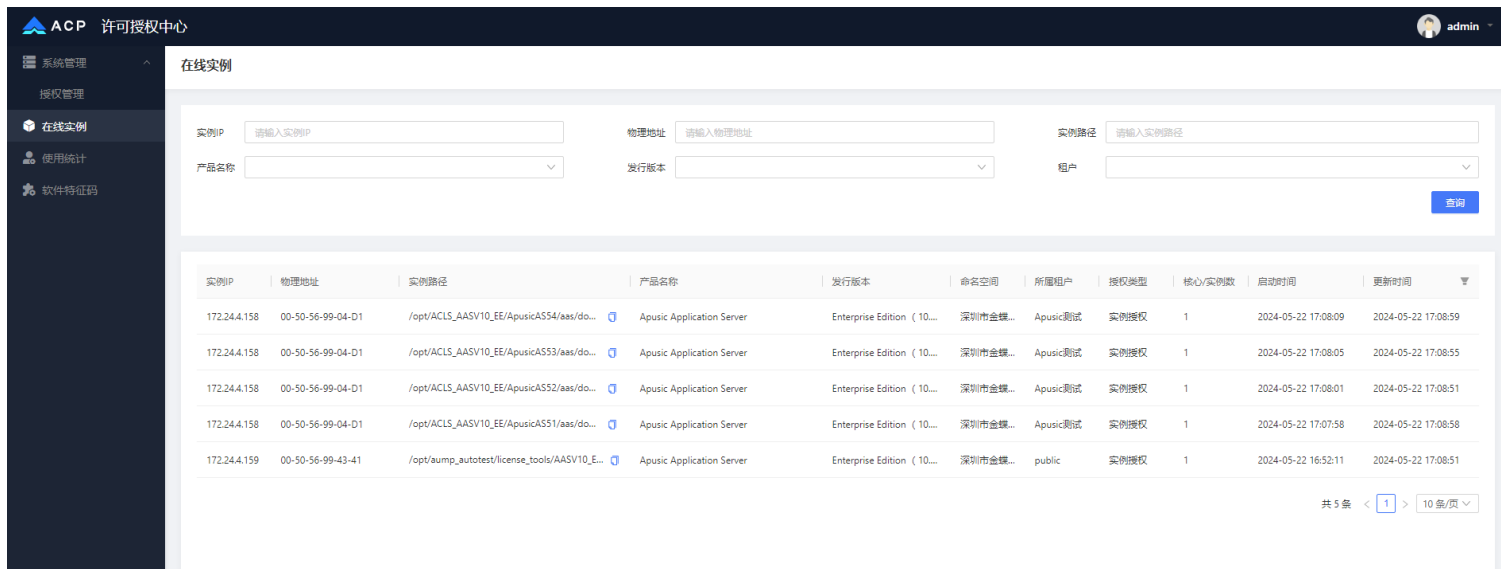 ACP 许可授权中心 admin
系统管理
授权管理
在线实例
使用统计
软件特征码
在线实例
实例IP 请输入实例IP 物理地址 请输入物理地址 实例路径 请输入实例路径
产品名称 发行版本 租户
查询
实例IP 物理地址 实例路径 产品名称 发行版本 命名空间 所属租户 授权类型 核心/实例数 启动时间 更新时间
172.24.4.158 00-50-56-99-04-D1 /opt/ACLS_AASV10_EE/ApusicAS54/aas/do... Apusic Application Server Enterprise Edition （10.... 深圳市金蝶... Apusic测试 实例授权 1 2024-05-22 17:08:09 2024-05-22 17:08:59
172.24.4.158 00-50-56-99-04-D1 /opt/ACLS_AASV10_EE/ApusicAS53/aas/do... Apusic Application Server Enterprise Edition （10.... 深圳市金蝶... Apusic测试 实例授权 1 2024-05-22 17:08:05 2024-05-22 17:08:55
172.24.4.158 00-50-56-99-04-D1 /opt/ACLS_AASV10_EE/ApusicAS52/aas/do... Apusic Application Server Enterprise Edition （10.... 深圳市金蝶... Apusic测试 实例授权 1 2024-05-22 17:08:01 2024-05-22 17:08:51
172.24.4.158 00-50-56-99-04-D1 /opt/ACLS_AASV10_EE/ApusicAS51/aas/do... Apusic Application Server Enterprise Edition （10.... 深圳市金蝶... Apusic测试 实例授权 1 2024-05-22 17:07:58 2024-05-22 17:08:58
172.24.4.159 00-50-56-99-43-41 /opt/aump_autotest/license_tools/AASV10_E... Apusic Application Server Enterprise Edition （10.... 深圳市金蝶... public 实例授权 1 2024-05-22 16:52:11 2024-05-22 17:08:51
共 5 条 < 1 > 10 条/页